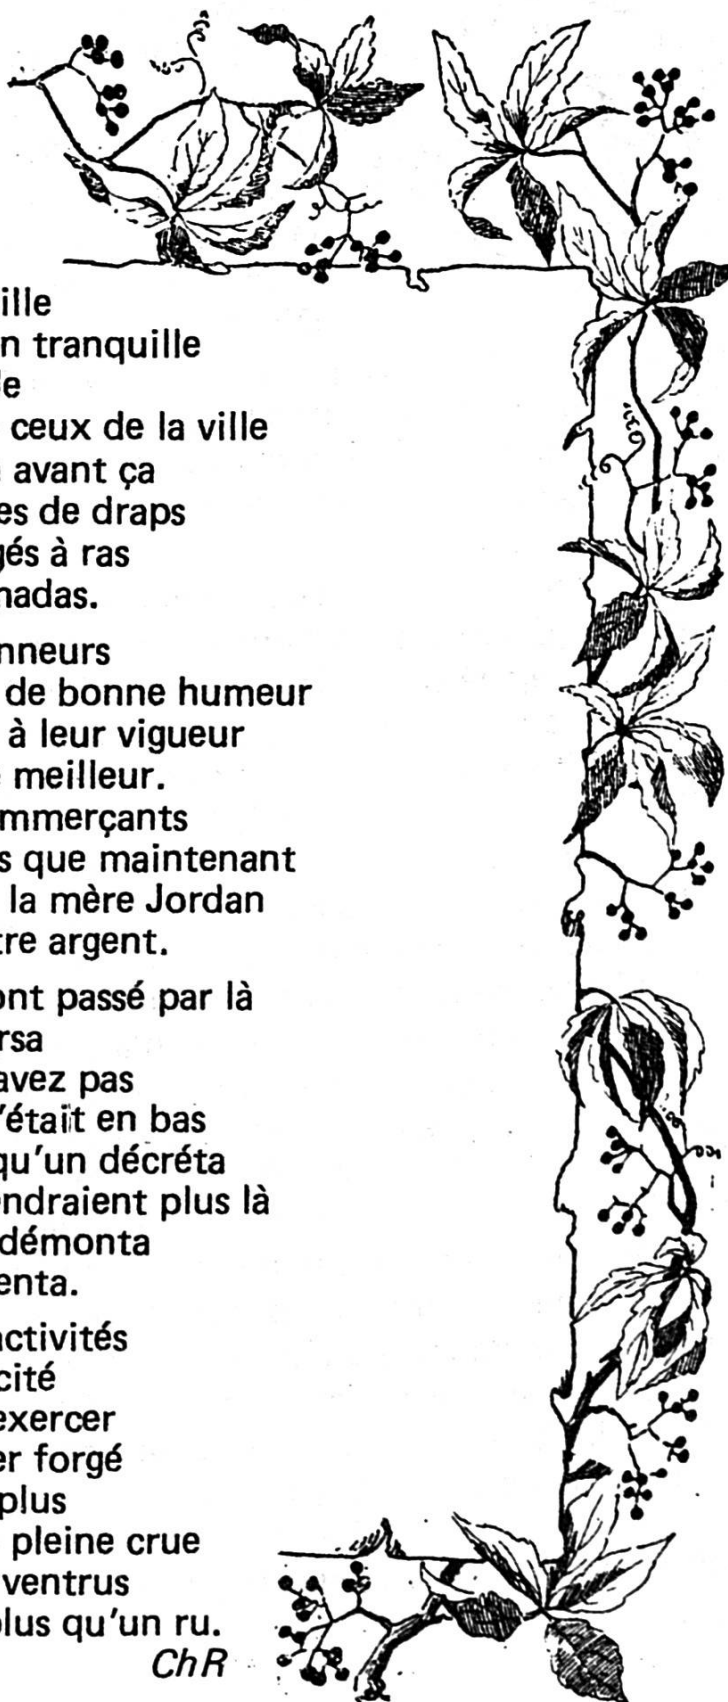 ille
n tranquille
le
ceux de la ville
avant ça
es de draps
gés à ras
nadas.
nneurs
de bonne humeur
à leur vigueur
meilleur.
mmerçants
s que maintenant
la mère Jordan
tre argent.
ont passé par là
rsa
avez pas
'était en bas
qu'un décréta
ndraient plus là
démonta
enta.
activités
cité
exercer
er forgé
plus
pleine crue
ventrus
plus qu'un ru.
ChR